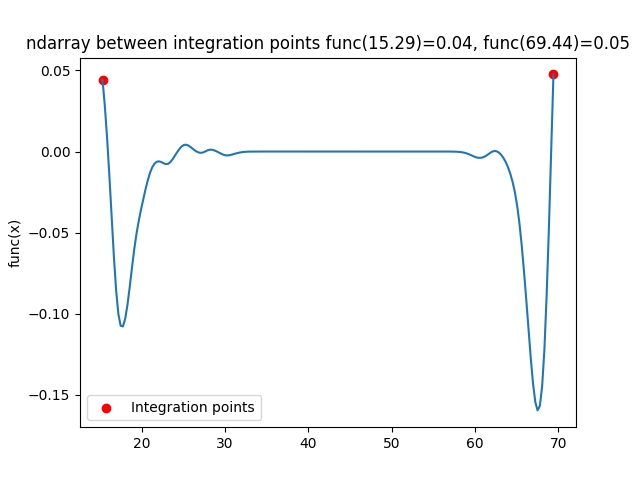 ndarray between integration points func(15.29)=0.04, func(69.44)=0.05
0.05
0.00
−0.05
−0.10
−0.15
func(x)
Integration points
20 30 40 50 60 70